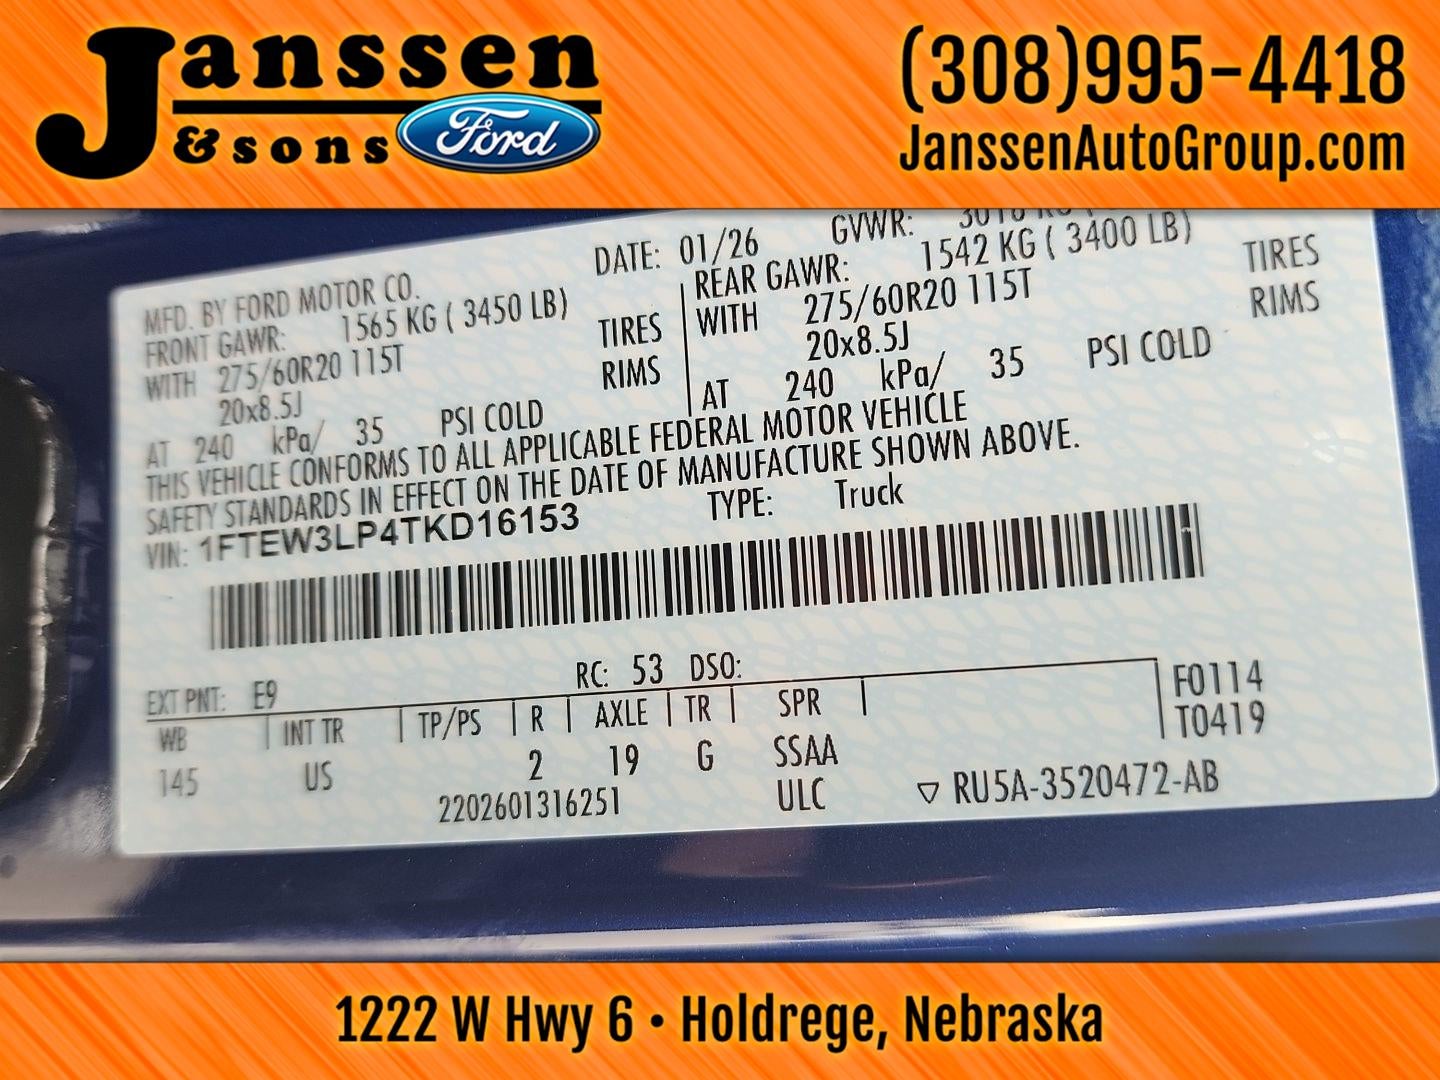 Janssen
& sons Ford
(308)995-4418
JanssenAutoGroup.com
MFD. BY FORD MOTOR CO.
DATE: 01/26 GVWR:
FRONT GAWR: 1565 KG ( 3450 LB)
REAR GAWR: 1542 KG ( 3400 LB)
WITH 275/60R20 115T TIRES
WITH 275/60R20 115T TIRES
20x8.5J RIMS
20x8.5J RIMS
AT 240 kPa/ 35 PSI COLD
AT 240 kPa/ 35 PSI COLD
THIS VEHICLE CONFORMS TO ALL APPLICABLE FEDERAL MOTOR VEHICLE
SAFETY STANDARDS IN EFFECT ON THE DATE OF MANUFACTURE SHOWN ABOVE.
VIN: 1FTEW3LP4TKD16153 TYPE: Truck
EXT PNT: E9 RC: 53 DSO:
WB | INT TR | TP/PS | R | AXLE | TR | SPR | F0114
T0419
145 US 2 19 G SSAA
2202601316251 ULC ▽ RU5A-3520472-AB
1222 W Hwy 6 • Holdrege, Nebraska